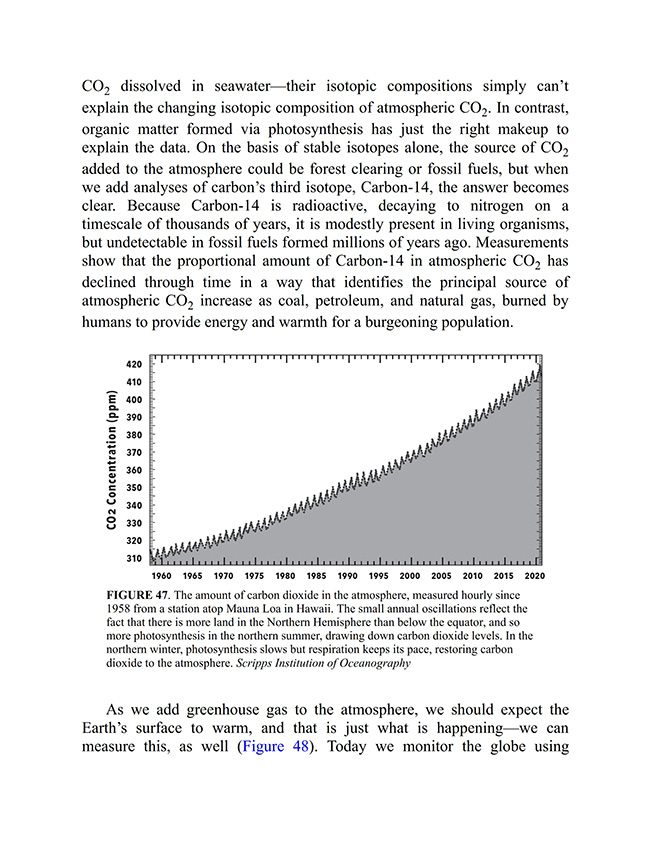 CO2 dissolved in seawater—their isotopic compositions simply can’t
explain the changing isotopic composition of atmospheric CO2. In contrast,
organic matter formed via photosynthesis has just the right makeup to
explain the data. On the basis of stable isotopes alone, the source of CO2
added to the atmosphere could be forest clearing or fossil fuels, but when
we add analyses of carbon’s third isotope, Carbon-14, the answer becomes
clear. Because Carbon-14 is radioactive, decaying to nitrogen on a
timescale of thousands of years, it is modestly present in living organisms,
but undetectable in fossil fuels formed millions of years ago. Measurements
show that the proportional amount of Carbon-14 in atmospheric CO2 has
declined through time in a way that identifies the principal source of
atmospheric CO2 increase as coal, petroleum, and natural gas, burned by
humans to provide energy and warmth for a burgeoning population.
CO2 Concentration (ppm)
420
410
400
390
380
370
360
350
340
330
320
310
1960 1965 1970 1975 1980 1985 1990 1995 2000 2005 2010 2015 2020
FIGURE 47. The amount of carbon dioxide in the atmosphere, measured hourly since
1958 from a station atop Mauna Loa in Hawaii. The small annual oscillations reflect the
fact that there is more land in the Northern Hemisphere than below the equator, and so
more photosynthesis in the northern summer, drawing down carbon dioxide levels. In the
northern winter, photosynthesis slows but respiration keeps its pace, restoring carbon
dioxide to the atmosphere. Scripps Institution of Oceanography
As we add greenhouse gas to the atmosphere, we should expect the
Earth’s surface to warm, and that is just what is happening—we can
measure this, as well (Figure 48). Today we monitor the globe using